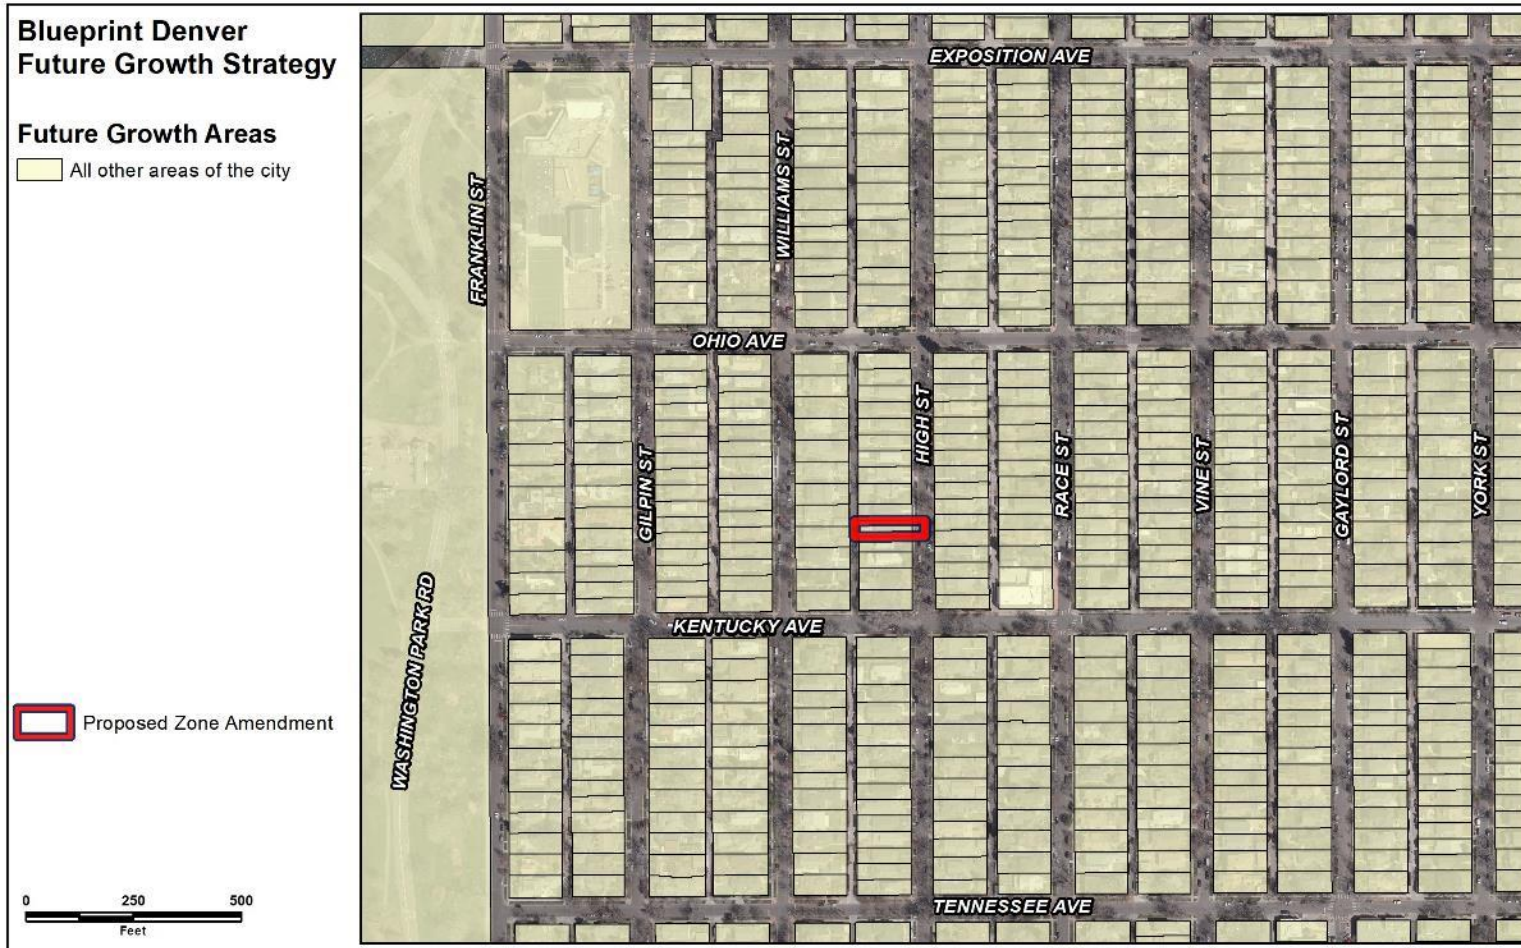 Blueprint Denver
Future Growth Strategy
Future Growth Areas
All other areas of the city
Proposed Zone Amendment
0 250 500
Feet
EXPOSITION AVE
FRANKLIN ST
WILLIAMS ST
OHIO AVE
GILPIN ST
HIGH ST
RACE ST
VINE ST
GAYLORD ST
YORK ST
KENTUCKY AVE
WASHINGTON PARK RD
TENNESSEE AVE